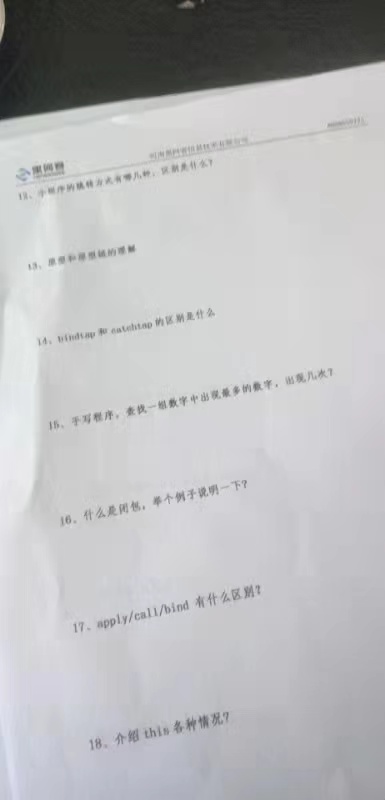 12、小程序的跳转方式有哪几种，区别是什么？
13、原型和原型链的理解
14、bindtap 和 catchtap 的区别是什么
15、手写程序，查找一组数字中出现最多的数字，出现几次？
16、什么是闭包，举个例子说明一下？
17、apply/call/bind 有什么区别？
18、介绍 this 各种情况？